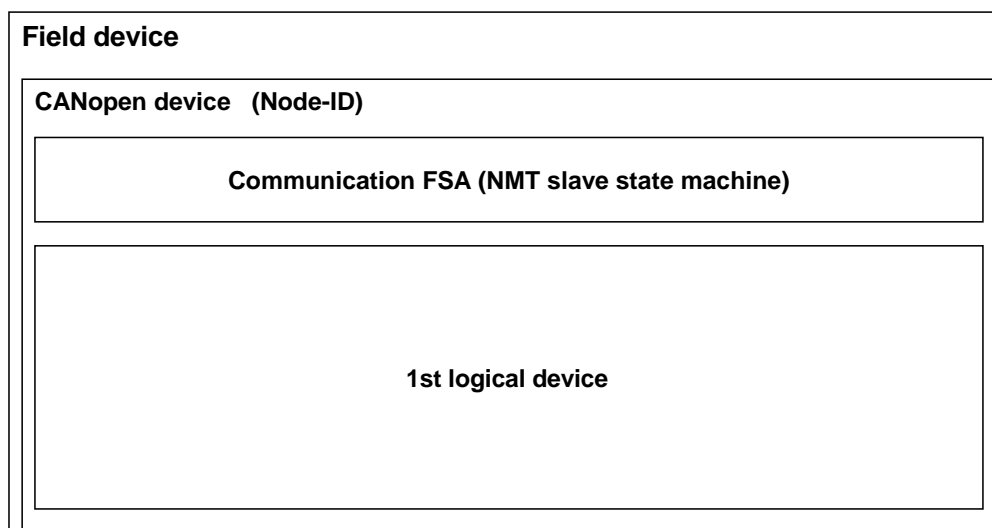 Field device
CANopen device (Node-ID)
Communication FSA (NMT slave state machine)
1st logical device